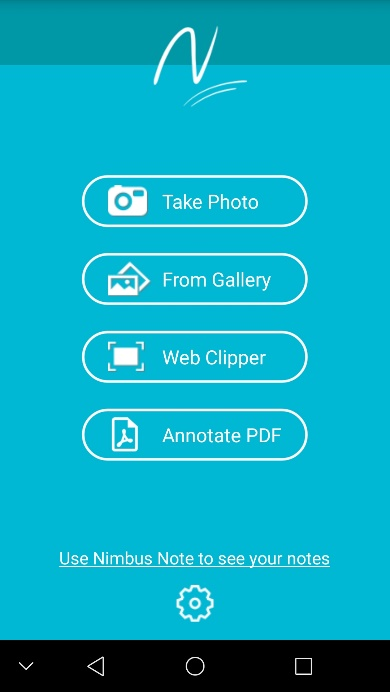 Take Photo
From Gallery
Web Clipper
Annotate PDF
Use Nimbus Note to see your notes